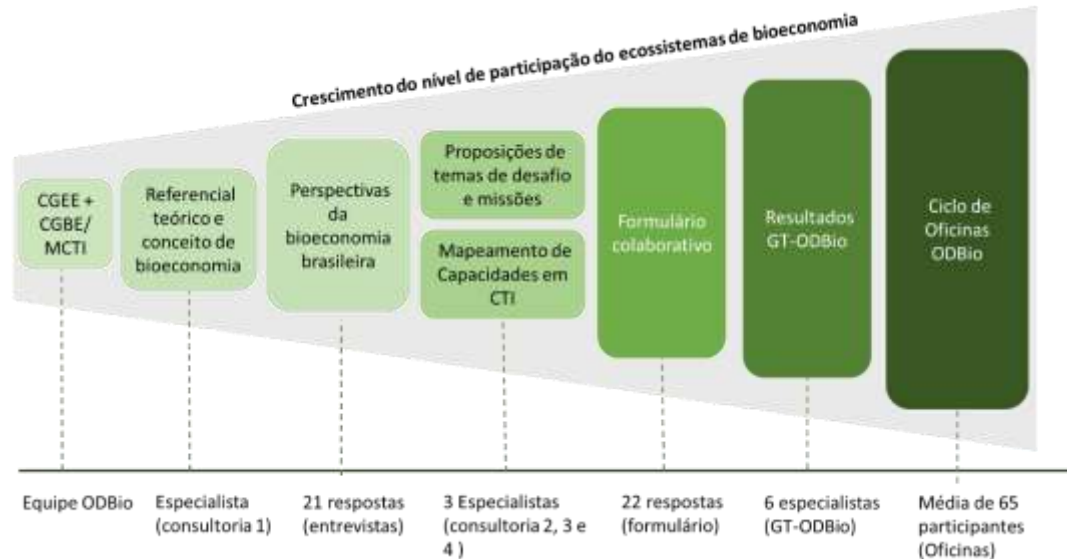 Crescimento do nível de participação do ecossistemas de bioeconomia
CGEE +
CGBE/
MCTI
Referencial
teórico e
conceito de
bioeconomia
Perspectivas
da
bioeconomia
brasileira
Proposições de
temas de desafio
e missões
Mapeamento de
Capacidades em
CTI
Formulário
colaborativo
Resultados
GT-ODBio
Ciclo de
Oficinas
ODBio
Equipe ODBio
Especialista
(consultoria 1)
21 respostas
(entrevistas)
3 Especialistas
(consultoria 2, 3 e
4 )
22 respostas
(formulário)
6 especialistas
(GT-ODBio)
Média de 65
participantes
(Oficinas)